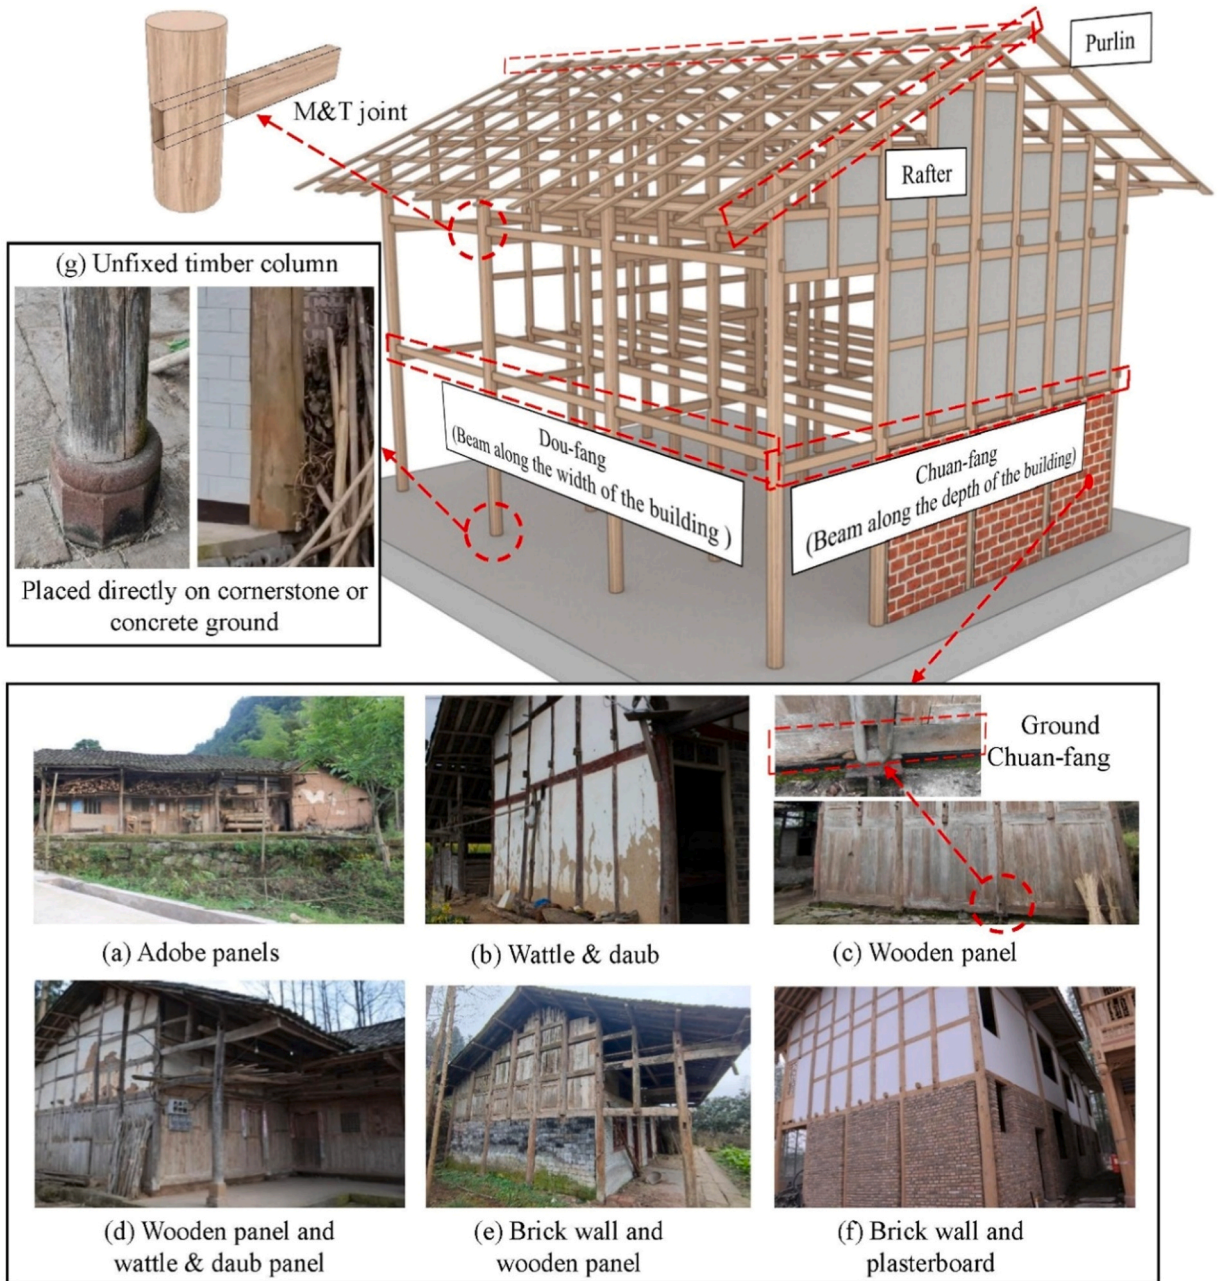 Purlin
M&T joint
Rafter
(g) Unfixed timber column
Dou-fang
(Beam along the width of the building )
Chuan-fang
(Beam along the depth of the building)
Placed directly on cornerstone or
concrete ground
Ground
Chuan-fang
(a) Adobe panels
(b) Wattle & daub
(c) Wooden panel
(d) Wooden panel and
wattle & daub panel
(e) Brick wall and
wooden panel
(f) Brick wall and
plasterboard